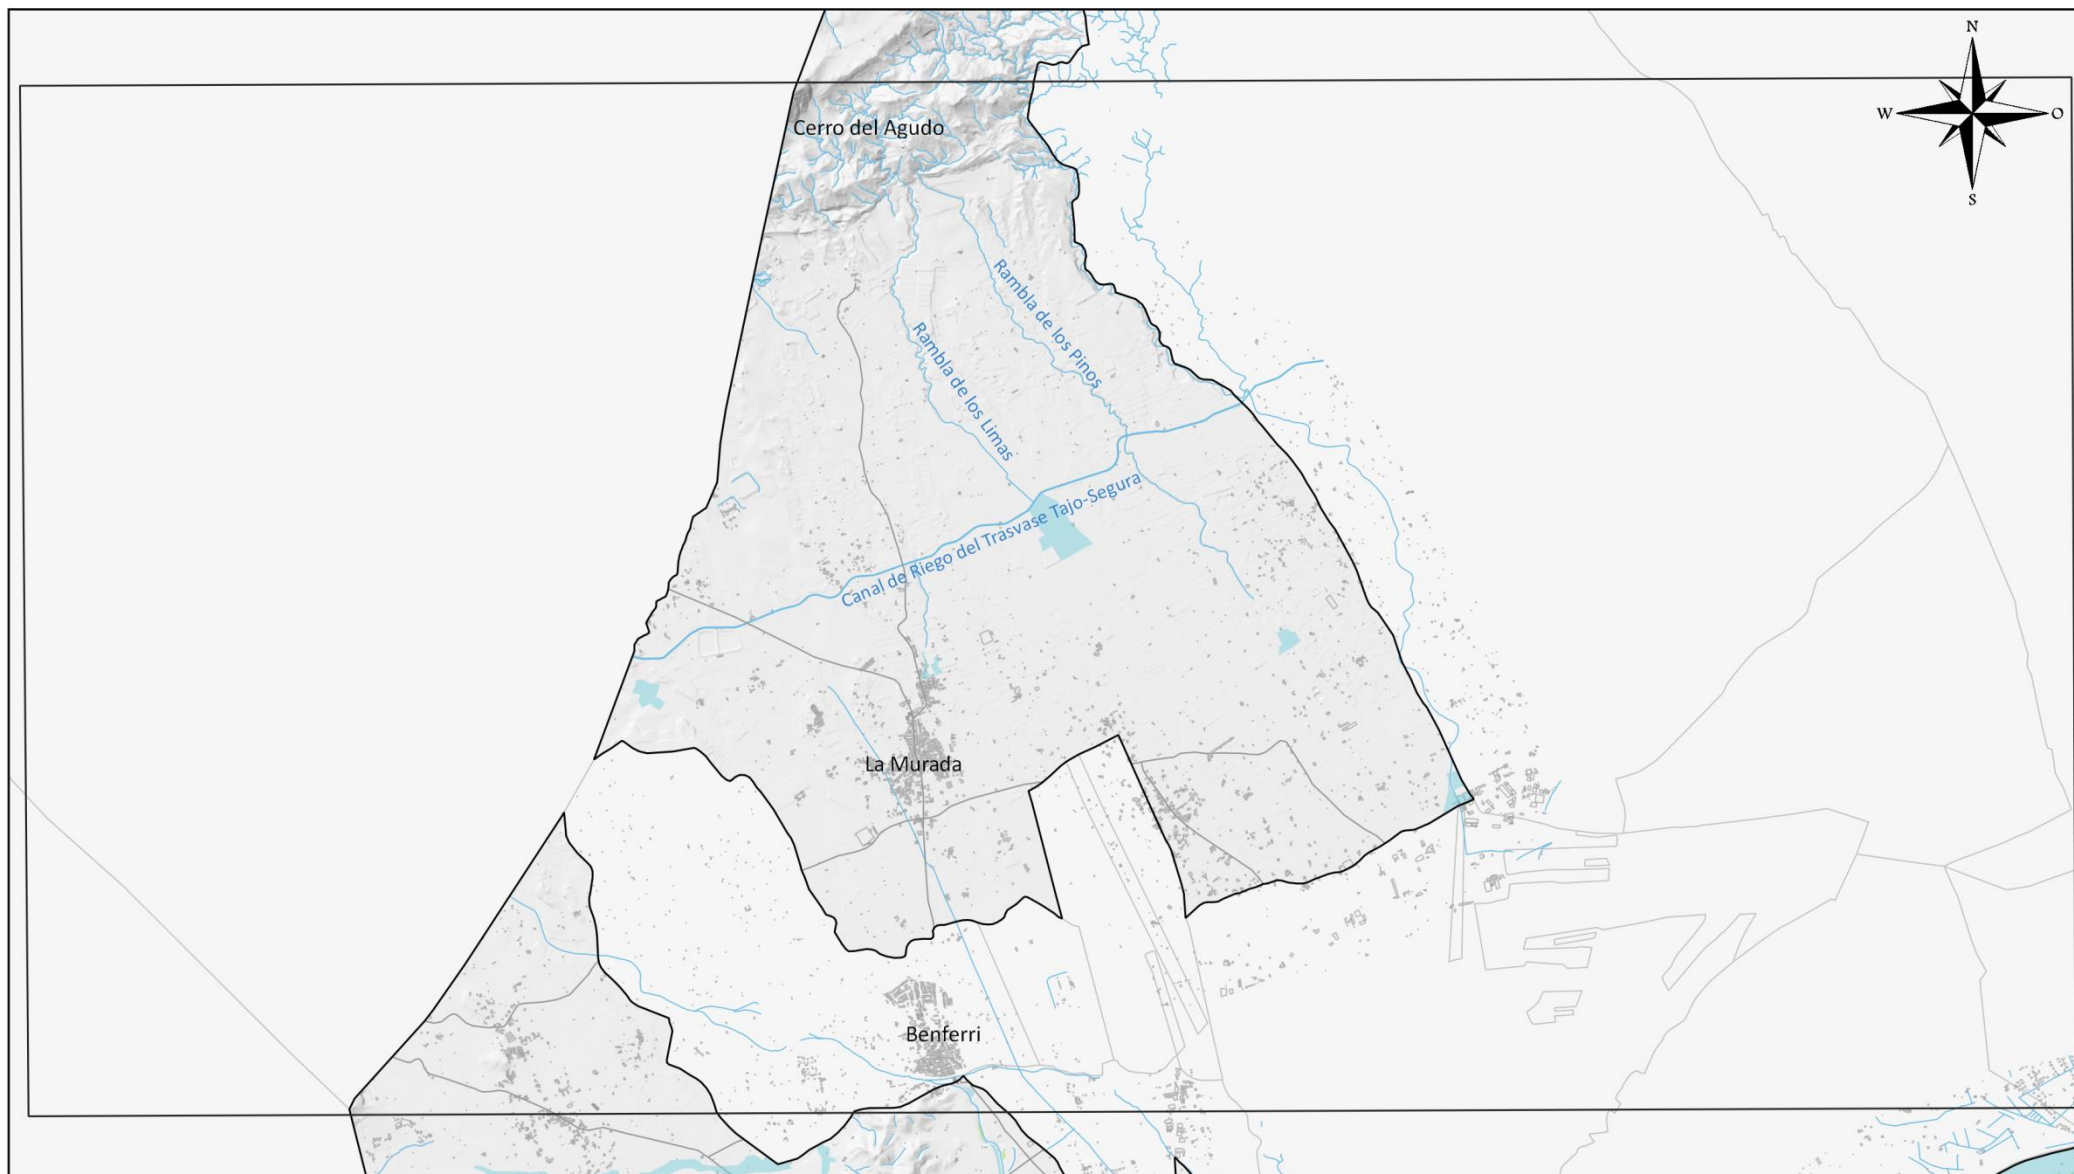 N
W
O
S
Cerro del Agudo
Rambla de los Pinos
Rambla de los Limas
Canal de Riego del Trasvase Tajo-Segura
La Murada
Benferri